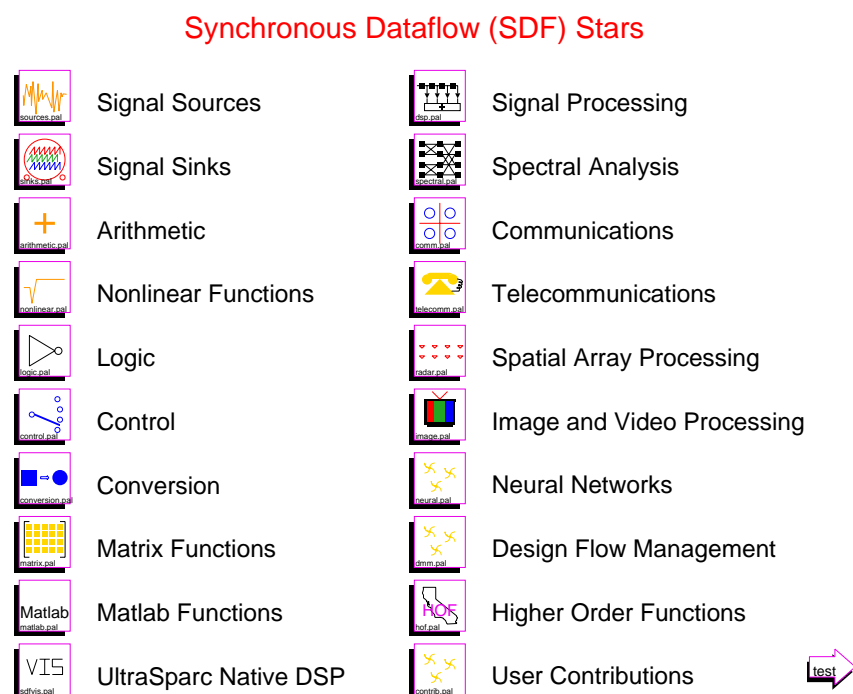 Synchronous Dataflow (SDF) Stars
sources.pal
Signal Sources
sinks.pal
Signal Sinks
arithmetic.pal
Arithmetic
nonlinear.pal
Nonlinear Functions
logic.pal
Logic
control.pal
Control
conversion.pal
Conversion
matrix.pal
Matrix Functions
Matlab
matlab.pal
Matlab Functions
VIS
sdfvis.pal
UltraSparc Native DSP
dsp.pal
Signal Processing
spectral.pal
Spectral Analysis
comm.pal
Communications
telecomm.pal
Telecommunications
radar.pal
Spatial Array Processing
image.pal
Image and Video Processing
neural.pal
Neural Networks
dmm.pal
Design Flow Management
HOF
hof.pal
Higher Order Functions
contrib.pal
User Contributions
test